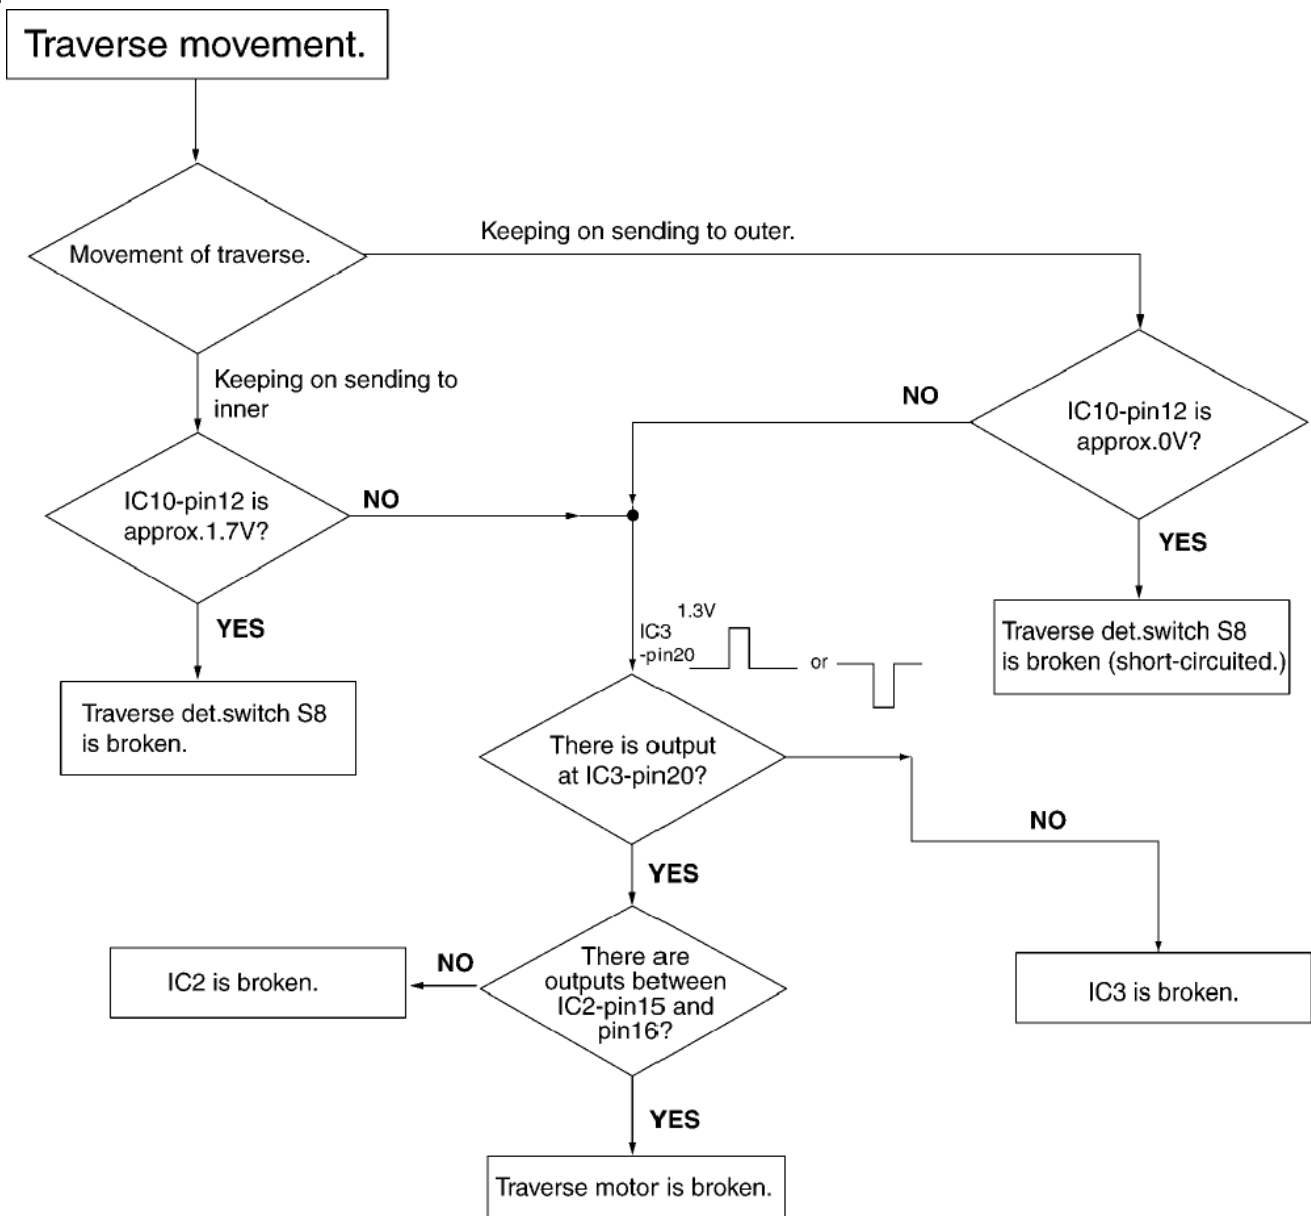 Traverse movement.
Movement of traverse.
Keeping on sending to outer.
Keeping on sending to
inner
NO
IC10-pin12 is
approx.0V?
IC10-pin12 is
approx.1.7V?
NO
YES
YES
Traverse det.switch S8
is broken (short-circuited.)
1.3V
IC3
-pin20
or
Traverse det.switch S8
is broken.
There is output
at IC3-pin20?
NO
YES
There are
outputs between
IC2-pin15 and
pin16?
NO
IC2 is broken.
IC3 is broken.
YES
Traverse motor is broken.